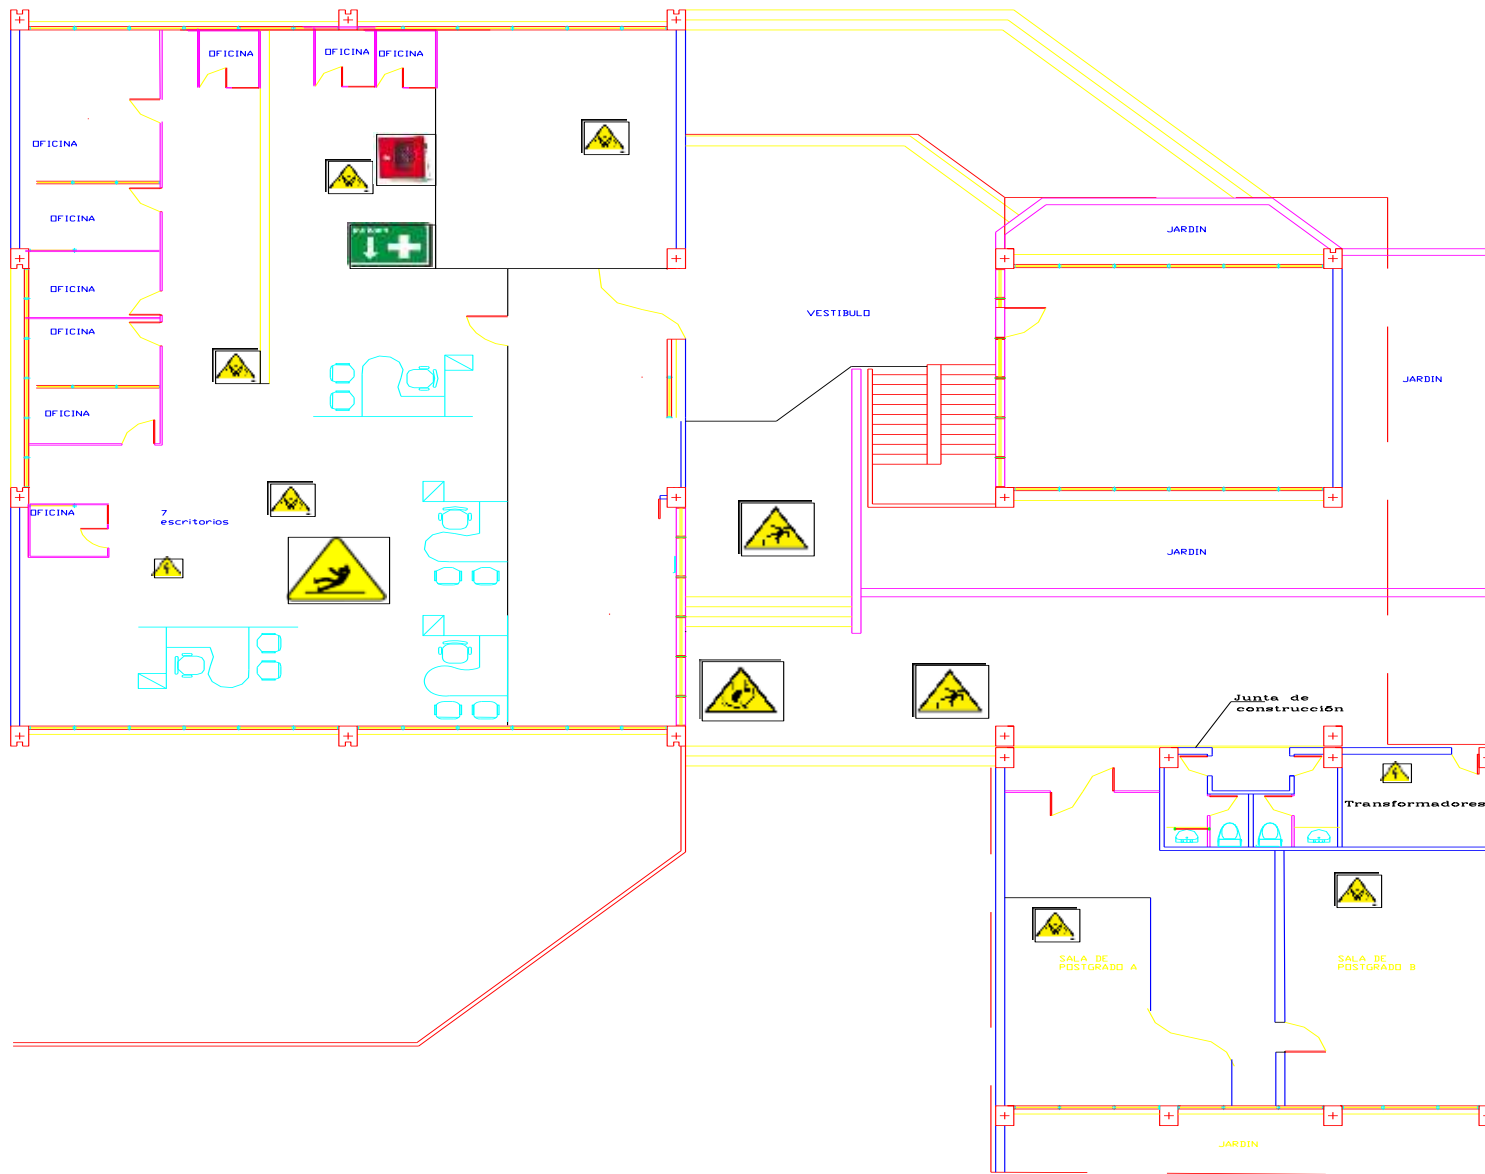 OFICINA
OFICINA
OFICINA
OFICINA
OFICINA
OFICINA
OFICINA
OFICINA
OFICINA
7
escritorios
VESTIBULO
JARDIN
JARDIN
JARDIN
Junta de
construcción
Transformadores
SALA DE
POSTGRADO A
SALA DE
POSTGRADO B
JARDIN